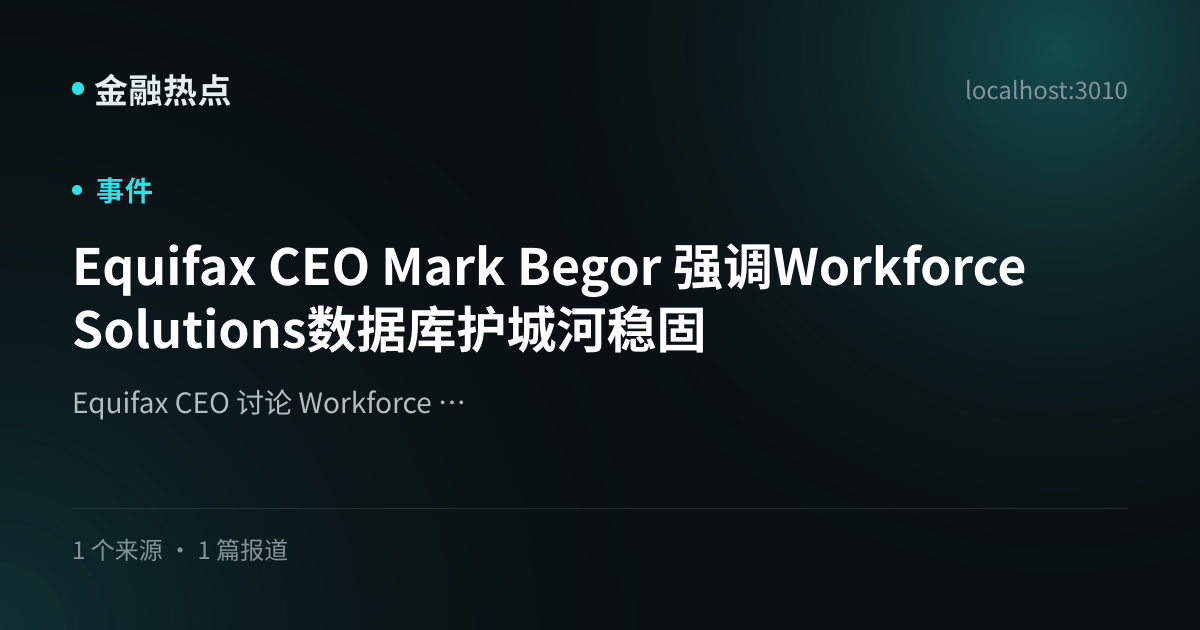 金融热点
localhost:3010
事件
Equifax CEO Mark Begor 强调Workforce
Solutions数据库护城河稳固
Equifax CEO 讨论 Workforce …
1 个来源 · 1 篇报道